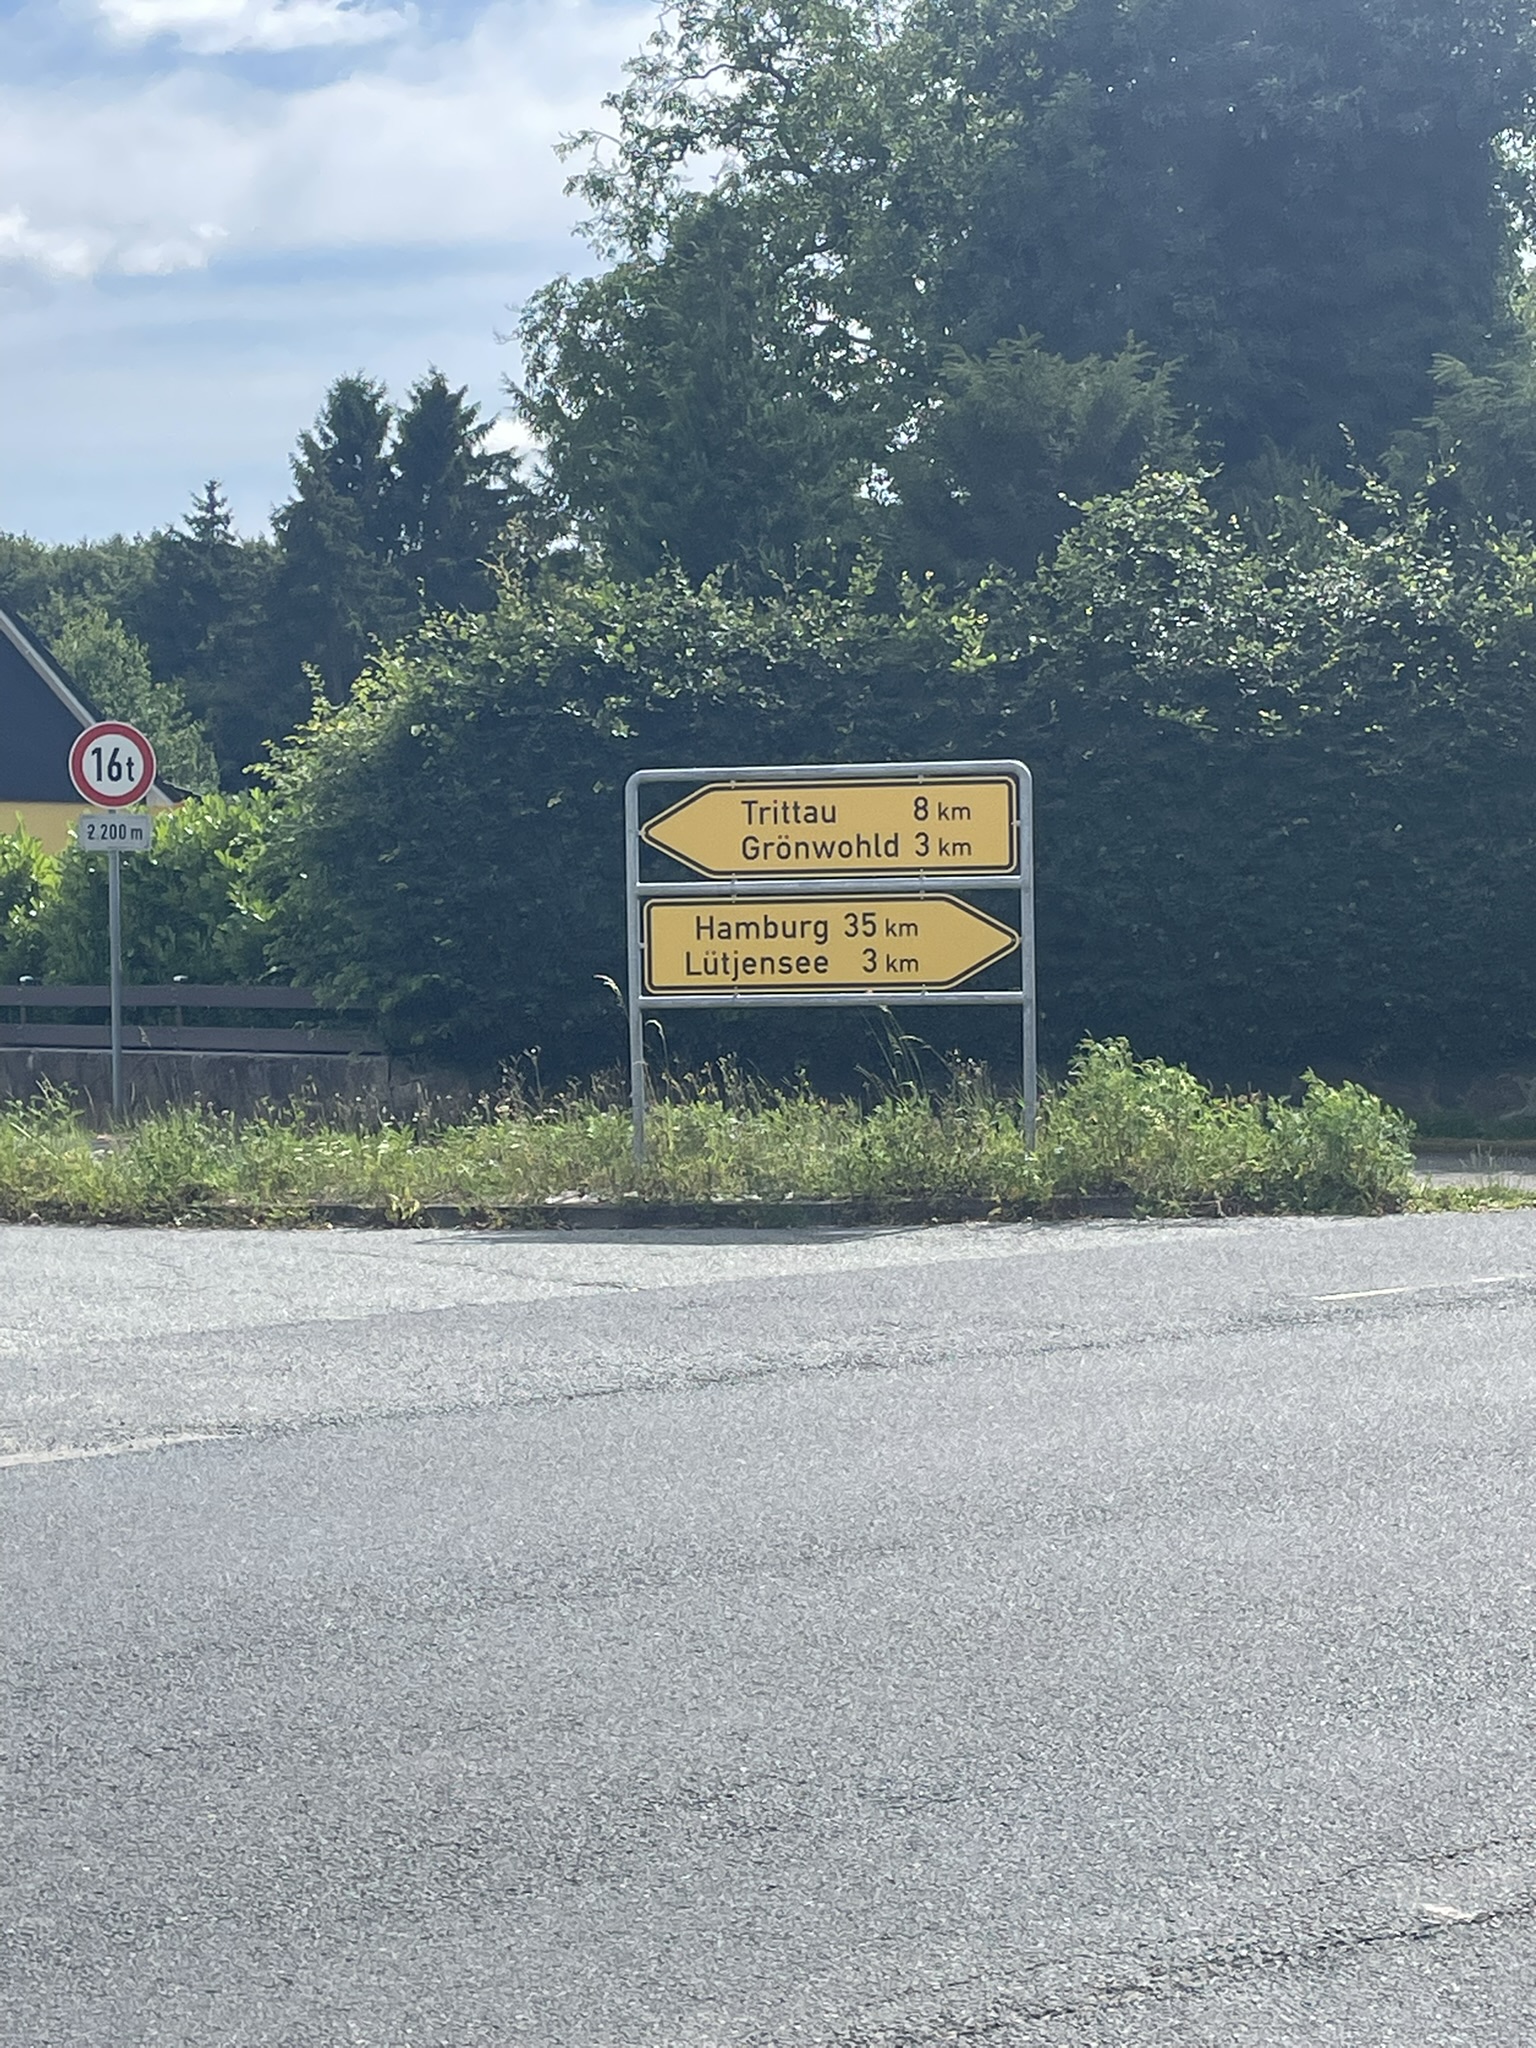 16t
2 200 m
Trittau 8 km
Grönwohld 3 km
Hamburg 35 km
Lütjensee 3 km